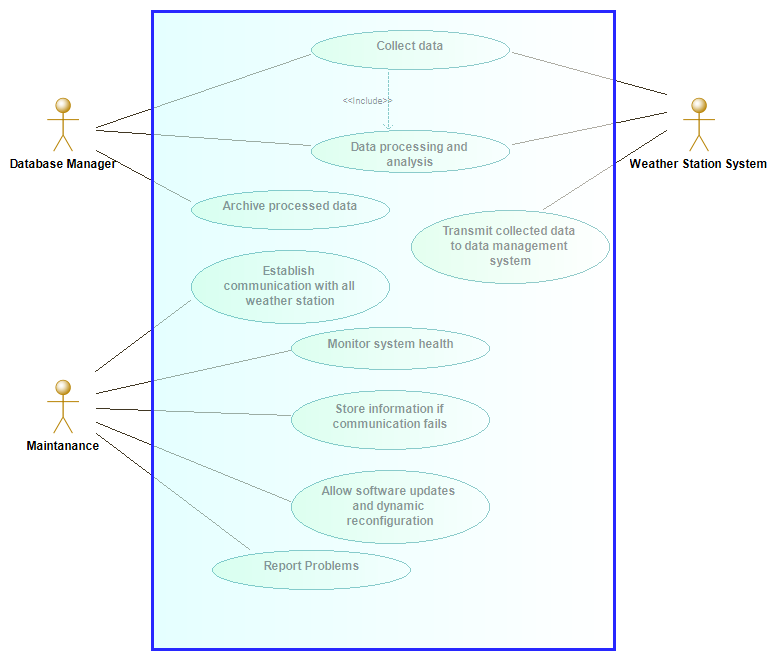 Collect data
<<Include>>
Database Manager
Weather Station System
Data processing and
analysis
Archive processed data
Transmit collected data
to data management
system
Establish
communication with all
weather station
Monitor system health
Store information if
communication fails
Maintanance
Allow software updates
and dynamic
reconfiguration
Report Problems